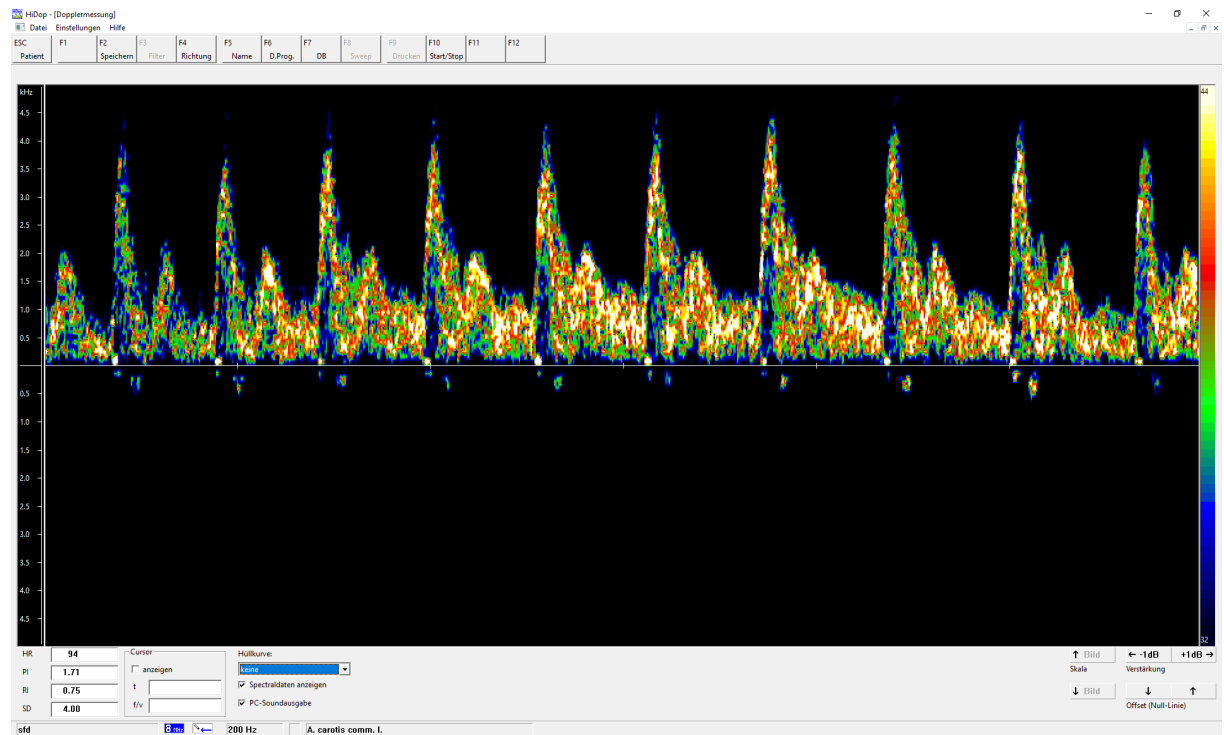 HiDop - [Dopplermessung]
Datei Einstellungen Hilfe
ESC F1 F2 F3 F4 F5 F6 F7 F8 F9 F10 F11 F12
Patient Speichern Filter Richtung Name D.Prog. DB Sweep Drucken Start/Stop
kHz 44
4.5
4.0
3.5
3.0
2.5
2.0
1.5
1.0
0.5
0.5
1.0
1.5
2.0
2.5
3.0
3.5
4.0
4.5
32
HR 94 Cursor Hüllkurve: ↑ Bild ← -1dB +1dB →
anzeigen keine Skala Verstärkung
PI 1.71
RI 0.75 t Spectraldaten anzeigen ↓ Bild ↓ ↑
SD 4.00 f/v PC-Soundausgabe Offset (Null-Linie)
sfd 8 MHz 200 Hz A. carotis comm. l.